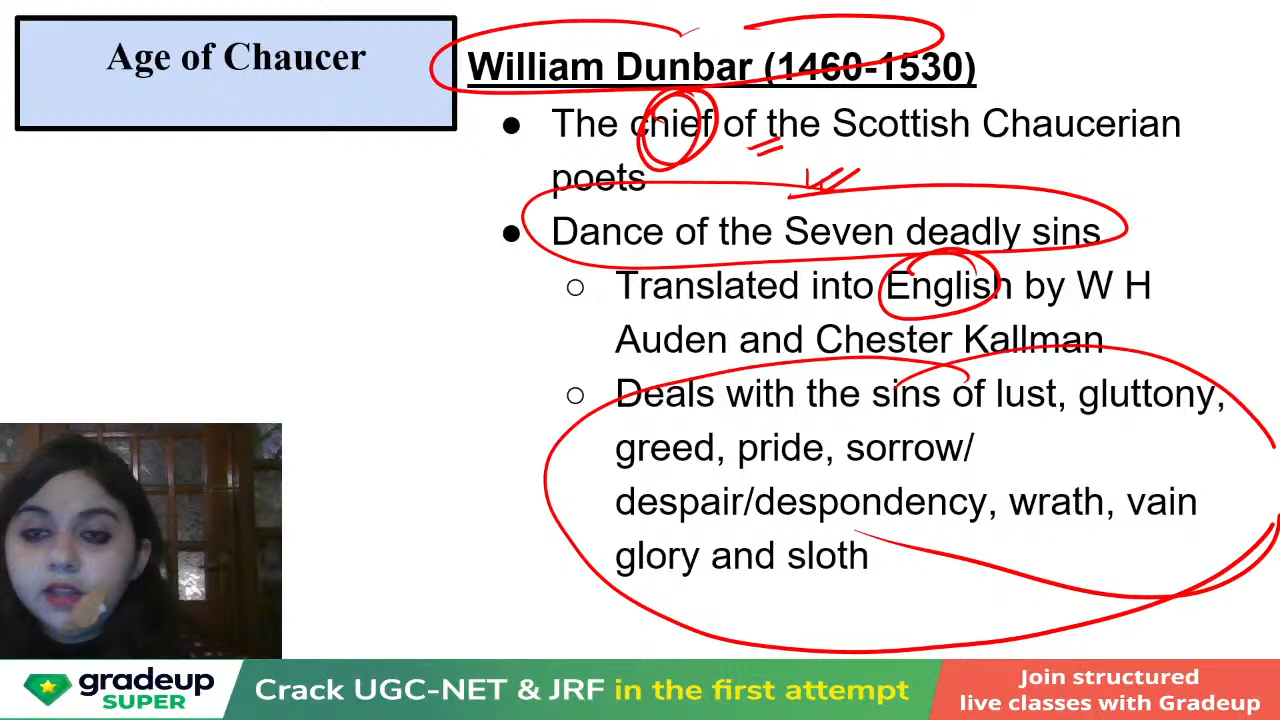 Age of Chaucer
William Dunbar (1460-1530)
● The chief of the Scottish Chaucerian
poets
● Dance of the Seven deadly sins
○ Translated into English by W H
Auden and Chester Kallman
○ Deals with the sins of lust, gluttony,
greed, pride, sorrow/
despair/despondency, wrath, vain
glory and sloth
gradeup
SUPER
Crack UGC-NET & JRF in the first attempt
Join structured
live classes with Gradeup